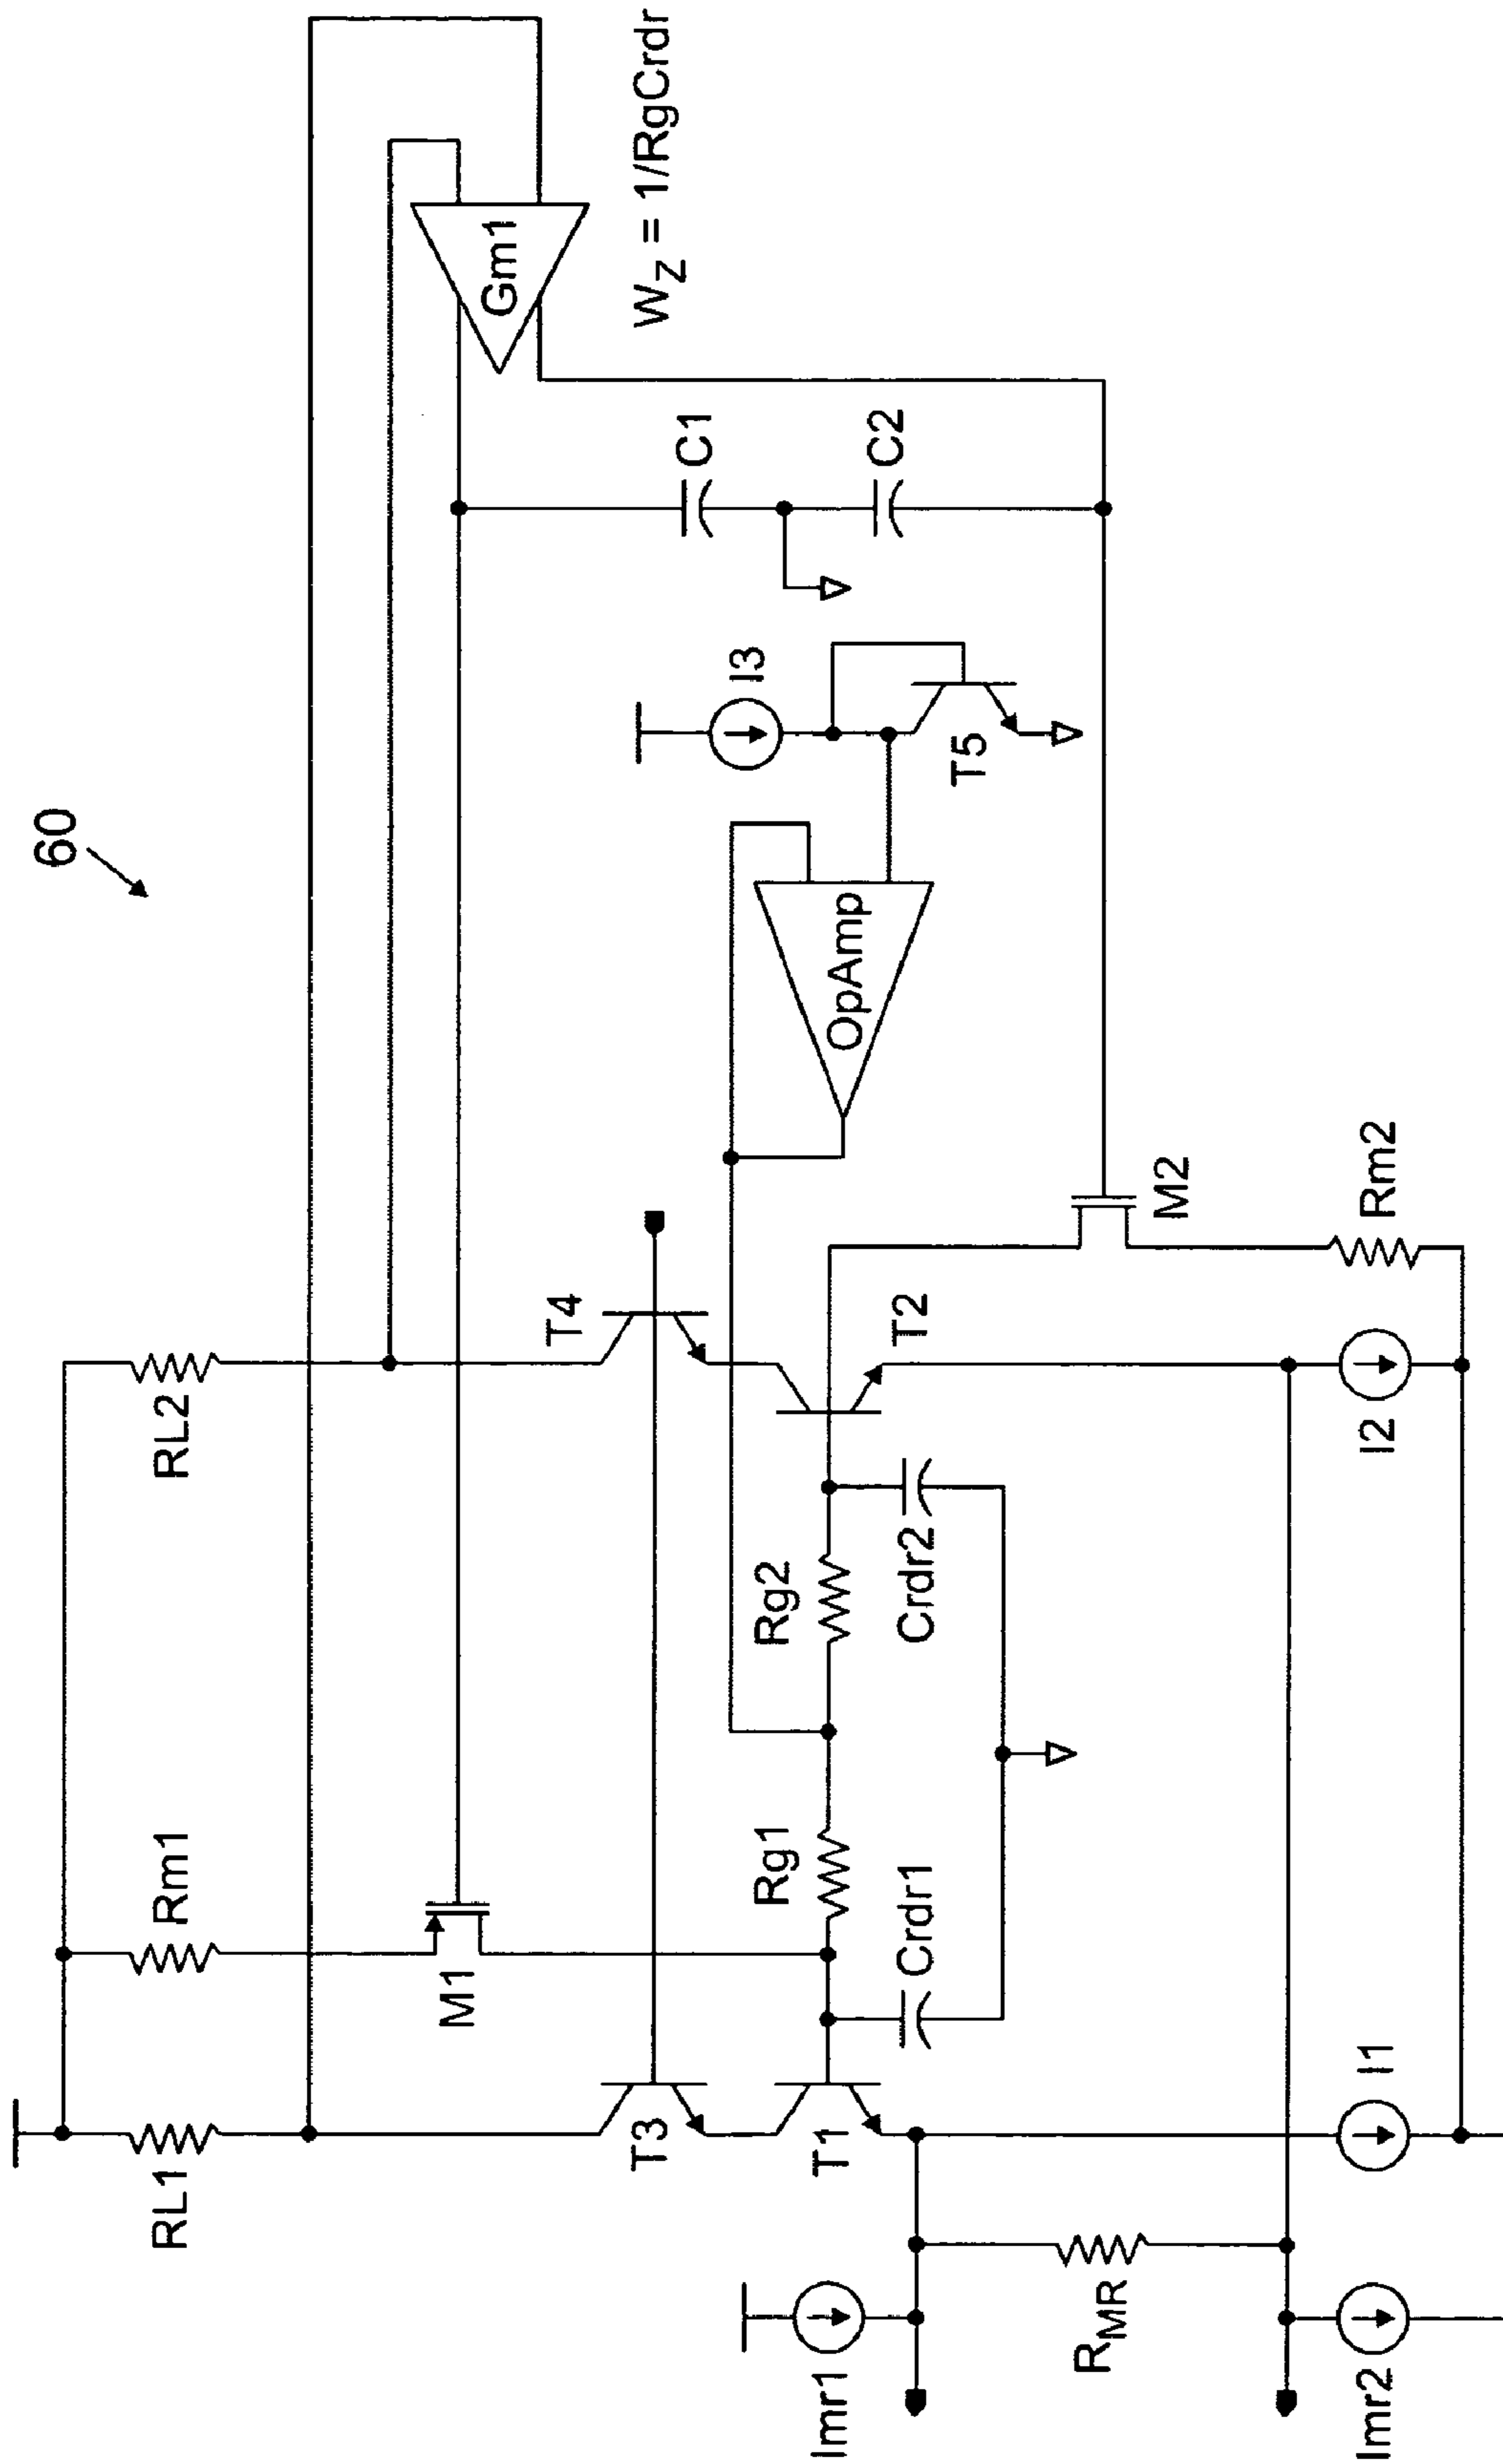 60
RL1
Rm1
RL2
M1
T3
T4
Gm1
W_Z = 1/RgCrdr
T1
Crdr1
Rg1
Rg2
Crdr2
T2
OpAmp
I3
T5
C1
C2
M2
Rm2
Imr1
R_MR
Imr2
I1
I2